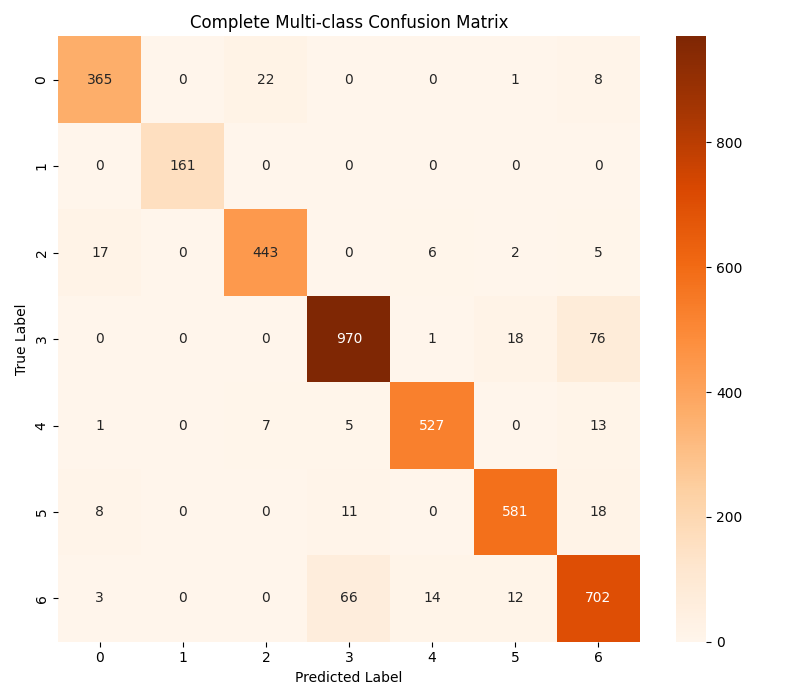 Complete Multi-class Confusion Matrix
0 365 0 22 0 0 1 8
1 0 161 0 0 0 0 0
2 17 0 443 0 6 2 5
3 0 0 0 970 1 18 76
4 1 0 7 5 527 0 13
5 8 0 0 11 0 581 18
6 3 0 0 66 14 12 702
0 1 2 3 4 5 6
True Label
Predicted Label
800
600
400
200
0